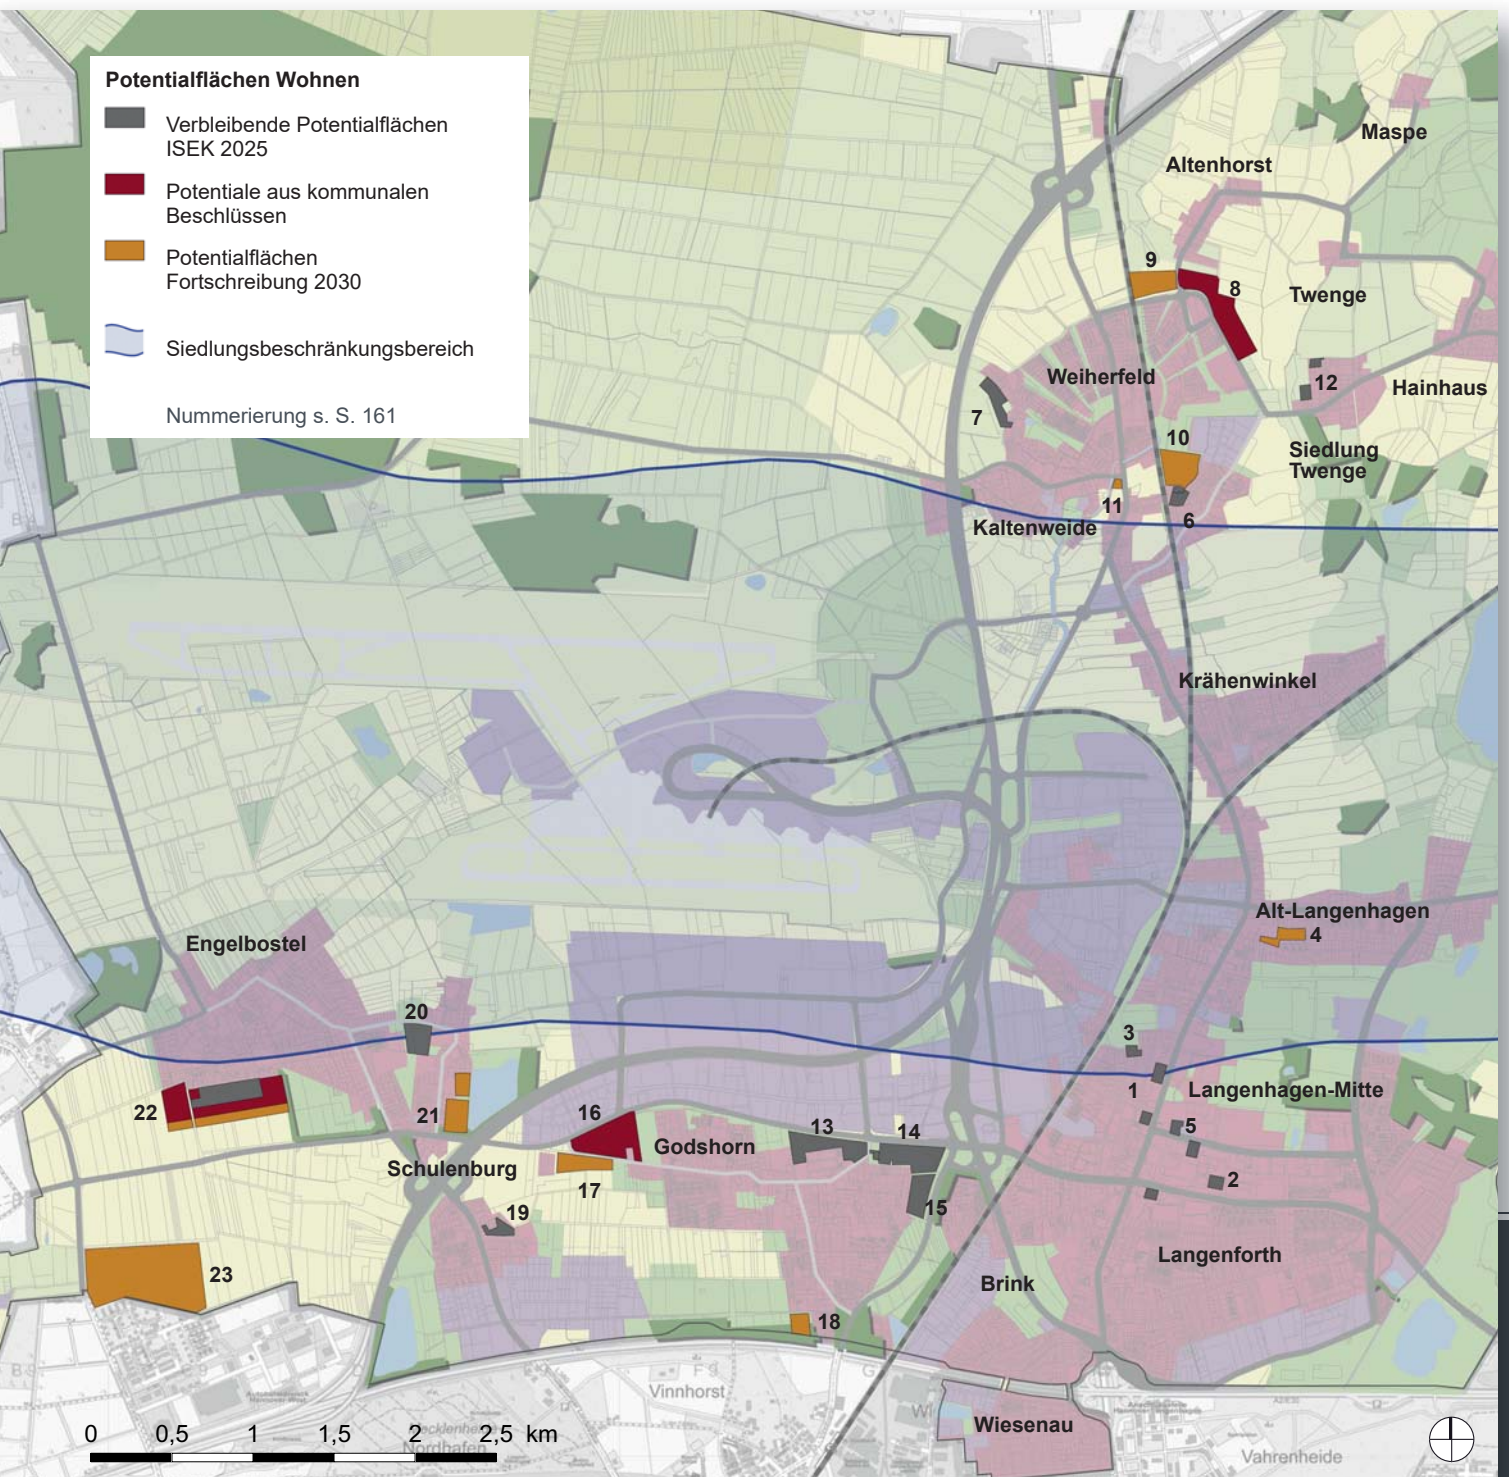 Potentialflächen Wohnen
Verbleibende Potentialflächen
ISEK 2025
Potentiale aus kommunalen
Beschlüssen
Potentialflächen
Fortschreibung 2030
Siedlungsbeschränkungsbereich
Nummerierung s. S. 161
Maspe
Altenhorst
9
8
Twenge
Weiherfeld
12
Hainhaus
7
10
Siedlung
Twenge
11
6
Kaltenweide
Krähenwinkel
Alt-Langenhagen
4
Engelbostel
20
3
1
Langenhagen-Mitte
22
21
16
13
14
5
Godshorn
Schulenburg
17
2
15
19
Langenforth
23
Brink
18
Vinnhorst
Wiesenau
0 0,5 1 1,5 2 2,5 km
Nordhafen
Vahrenheide